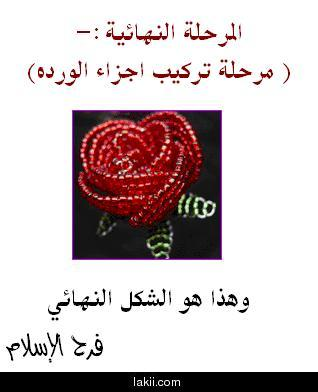 المرحلة النهائية :-
( مرحلة تركيب اجزاء الورده)
وهذا هو الشكل النهائي
فرح الإسلام
lakii.com